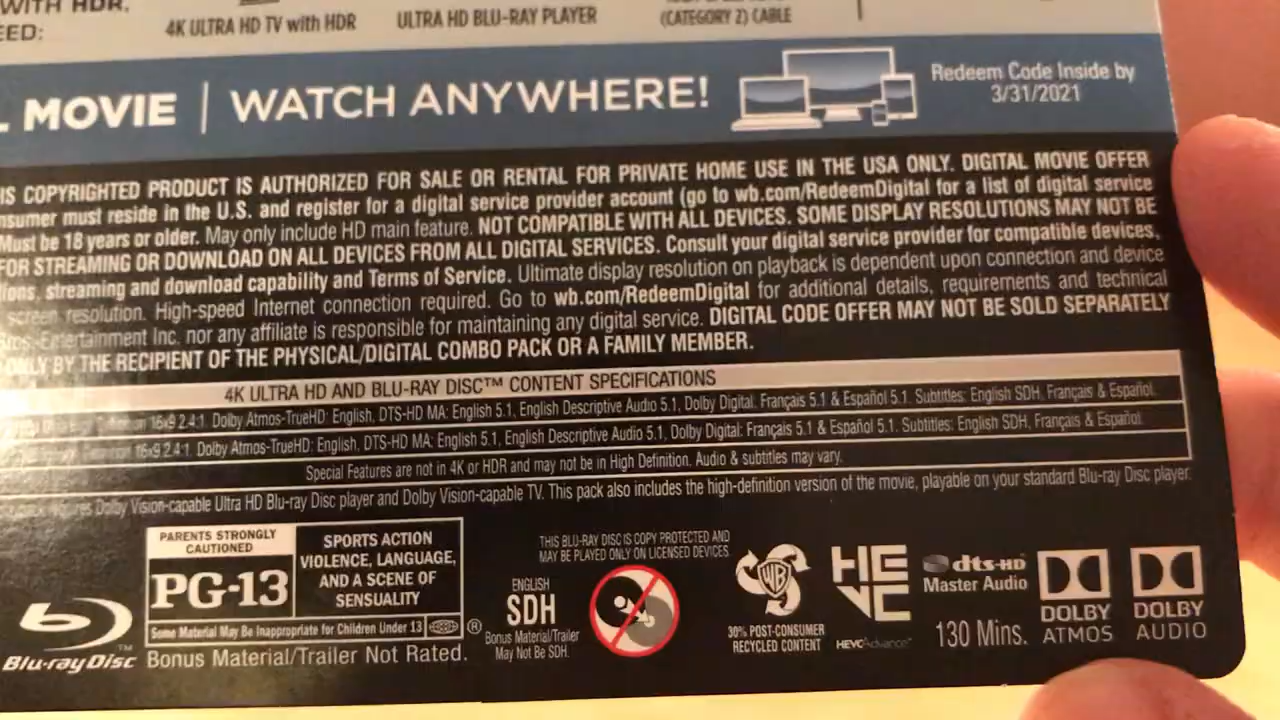 WITH HDR,
EED:
4K ULTRA HD TV with HDR
ULTRA HD BLU-RAY PLAYER
(CATEGORY 2) CABLE
L MOVIE | WATCH ANYWHERE!
Redeem Code Inside by
3/31/2021
IS COPYRIGHTED PRODUCT IS AUTHORIZED FOR SALE OR RENTAL FOR PRIVATE HOME USE IN THE USA ONLY. DIGITAL MOVIE OFFER
nsumer must reside in the U.S. and register for a digital service provider account (go to wb.com/RedeemDigital for a list of digital service
Must be 18 years or older. May only include HD main feature. NOT COMPATIBLE WITH ALL DEVICES. SOME DISPLAY RESOLUTIONS MAY NOT BE
FOR STREAMING OR DOWNLOAD ON ALL DEVICES FROM ALL DIGITAL SERVICES. Consult your digital service provider for compatible devices,
ions, streaming and download capability and Terms of Service. Ultimate display resolution on playback is dependent upon connection and device
screen resolution. High-speed Internet connection required. Go to wb.com/RedeemDigital for additional details, requirements and technical
Bros. Entertainment Inc. nor any affiliate is responsible for maintaining any digital service. DIGITAL CODE OFFER MAY NOT BE SOLD SEPARATELY
ONLY BY THE RECIPIENT OF THE PHYSICAL/DIGITAL COMBO PACK OR A FAMILY MEMBER.
4K ULTRA HD AND BLU-RAY DISC™ CONTENT SPECIFICATIONS
16x9 2.4:1. Dolby Atmos-TrueHD: English, DTS-HD MA: English 5.1, English Descriptive Audio 5.1, Dolby Digital: Français 5.1 & Español 5.1. Subtitles: English SDH, Français & Español.
16x9 2.4:1. Dolby Atmos-TrueHD: English, DTS-HD MA: English 5.1, English Descriptive Audio 5.1, Dolby Digital: Français 5.1 & Español 5.1. Subtitles: English SDH, Français & Español.
Special Features are not in 4K or HDR and may not be in High Definition. Audio & subtitles may vary.
Dolby Vision-capable Ultra HD Blu-ray Disc player and Dolby Vision-capable TV. This pack also includes the high-definition version of the movie, playable on your standard Blu-ray Disc player.
Blu-ray Disc™
PARENTS STRONGLY
CAUTIONED
PG-13
SPORTS ACTION
VIOLENCE, LANGUAGE,
AND A SCENE OF
SENSUALITY
Some Material May Be Inappropriate for Children Under 13
®
Bonus Material/Trailer Not Rated.
THIS BLU-RAY DISC IS COPY PROTECTED AND
MAY BE PLAYED ONLY ON LICENSED DEVICES.
ENGLISH
SDH
Bonus Material/Trailer
May Not Be SDH.
WB
30% POST-CONSUMER
RECYCLED CONTENT
HEVC
HEVCAdvance™
dts-HD
Master Audio
130 Mins.
DOLBY
ATMOS
DOLBY
AUDIO